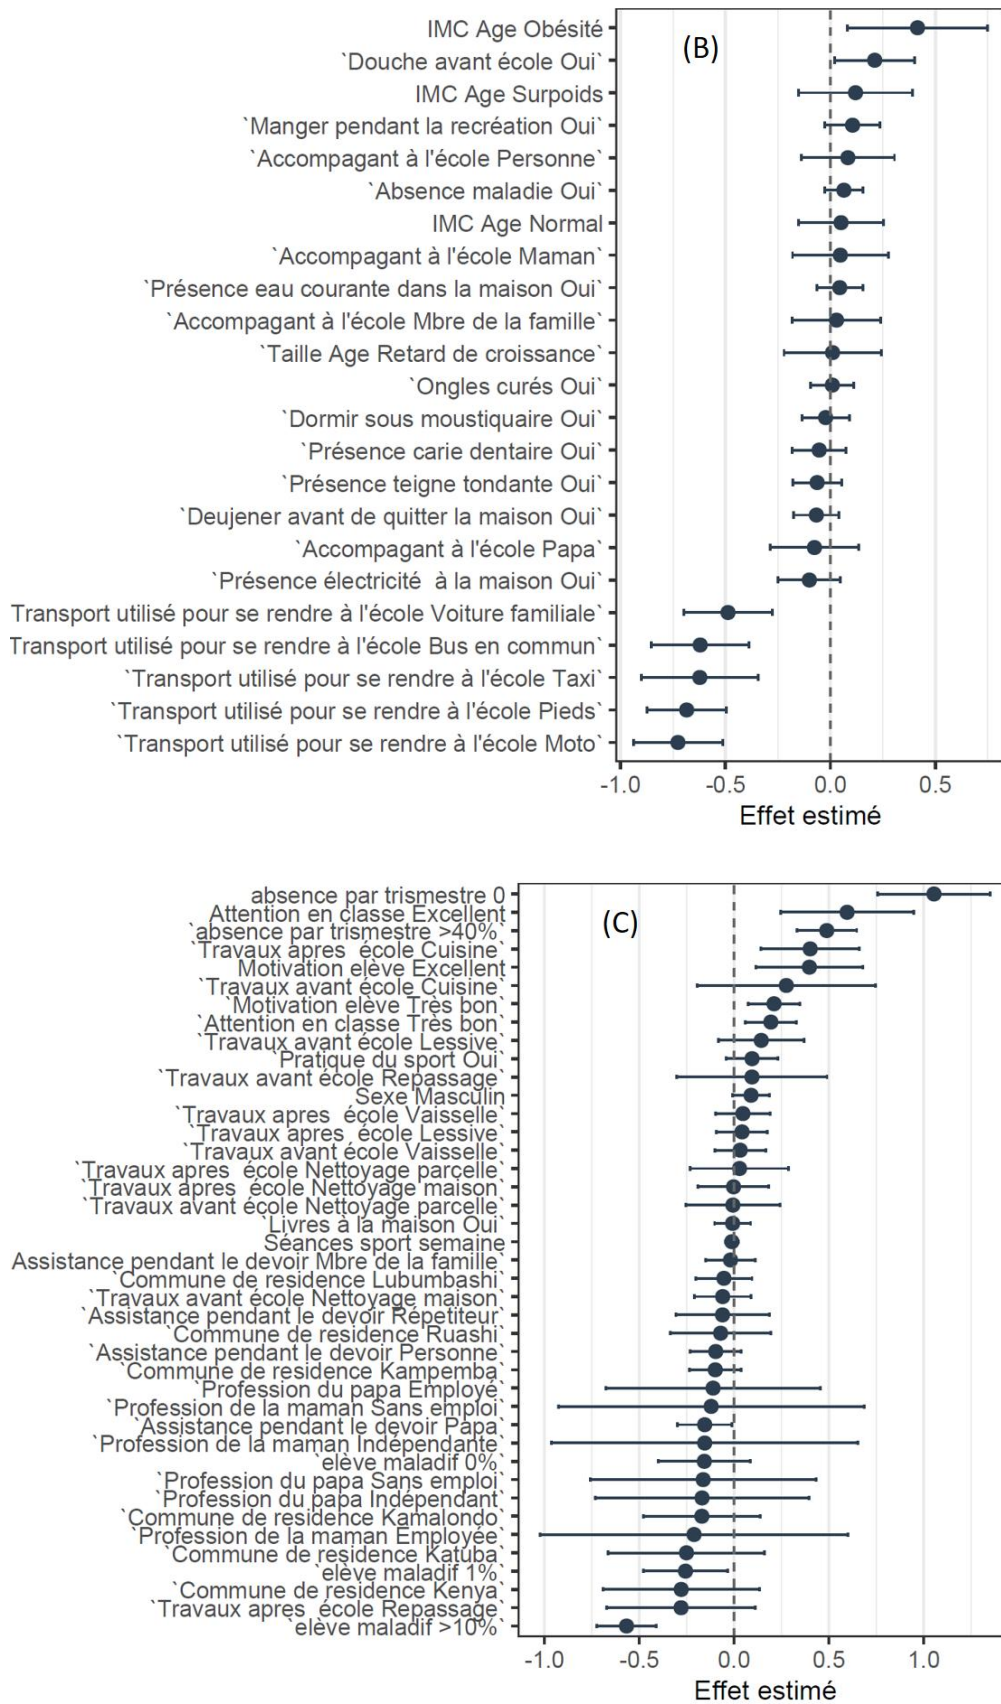 (B)
IMC Age Obésité
`Douche avant école Oui`
IMC Age Surpoids
`Manger pendant la recréation Oui`
`Accompagant à l'école Personne`
`Absence maladie Oui`
IMC Age Normal
`Accompagant à l'école Maman`
`Présence eau courante dans la maison Oui`
`Accompagant à l'école Mbre de la famille`
`Taille Age Retard de croissance`
`Ongles curés Oui`
`Dormir sous moustiquaire Oui`
`Présence carie dentaire Oui`
`Présence teigne tondante Oui`
`Deujener avant de quitter la maison Oui`
`Accompagant à l'école Papa`
`Présence électricité  à la maison Oui`
Transport utilisé pour se rendre à l'école Voiture familiale`
Transport utilisé pour se rendre à l'école Bus en commun`
`Transport utilisé pour se rendre à l'école Taxi`
`Transport utilisé pour se rendre à l'école Pieds`
`Transport utilisé pour se rendre à l'école Moto`
-1.0 -0.5 0.0 0.5
Effet estimé
(C)
absence par trismestre 0
Attention en classe Excellent
`absence par trismestre >40%`
`Travaux apres  école Cuisine`
Motivation elève Excellent
`Travaux avant école Cuisine`
`Motivation elève Très bon`
`Attention en classe Très bon`
`Travaux avant école Lessive`
`Pratique du sport Oui`
`Travaux avant école Repassage`
Sexe Masculin
`Travaux apres  école Vaisselle`
`Travaux apres  école Lessive`
`Travaux avant école Vaisselle`
`Travaux apres  école Nettoyage parcelle`
`Travaux apres  école Nettoyage maison`
`Travaux avant école Nettoyage parcelle`
`Livres à la maison Oui`
Séances sport semaine
Assistance pendant le devoir Mbre de la famille`
`Commune de residence Lubumbashi`
`Travaux avant école Nettoyage maison`
`Assistance pendant le devoir Répetiteur`
`Commune de residence Ruashi`
`Assistance pendant le devoir Personne`
`Commune de residence Kampemba`
`Profession du papa Employé`
`Profession de la maman Sans emploi`
`Assistance pendant le devoir Papa`
`Profession de la maman Indépendante`
`elève maladif 0%`
`Profession du papa Sans emploi`
`Profession du papa Indépendant`
`Commune de residence Kamalondo`
`Profession de la maman Employée`
`Commune de residence Katuba`
`elève maladif 1%`
`Commune de residence Kenya`
`Travaux apres  école Repassage`
`elève maladif >10%`
-1.0 -0.5 0.0 0.5 1.0
Effet estimé